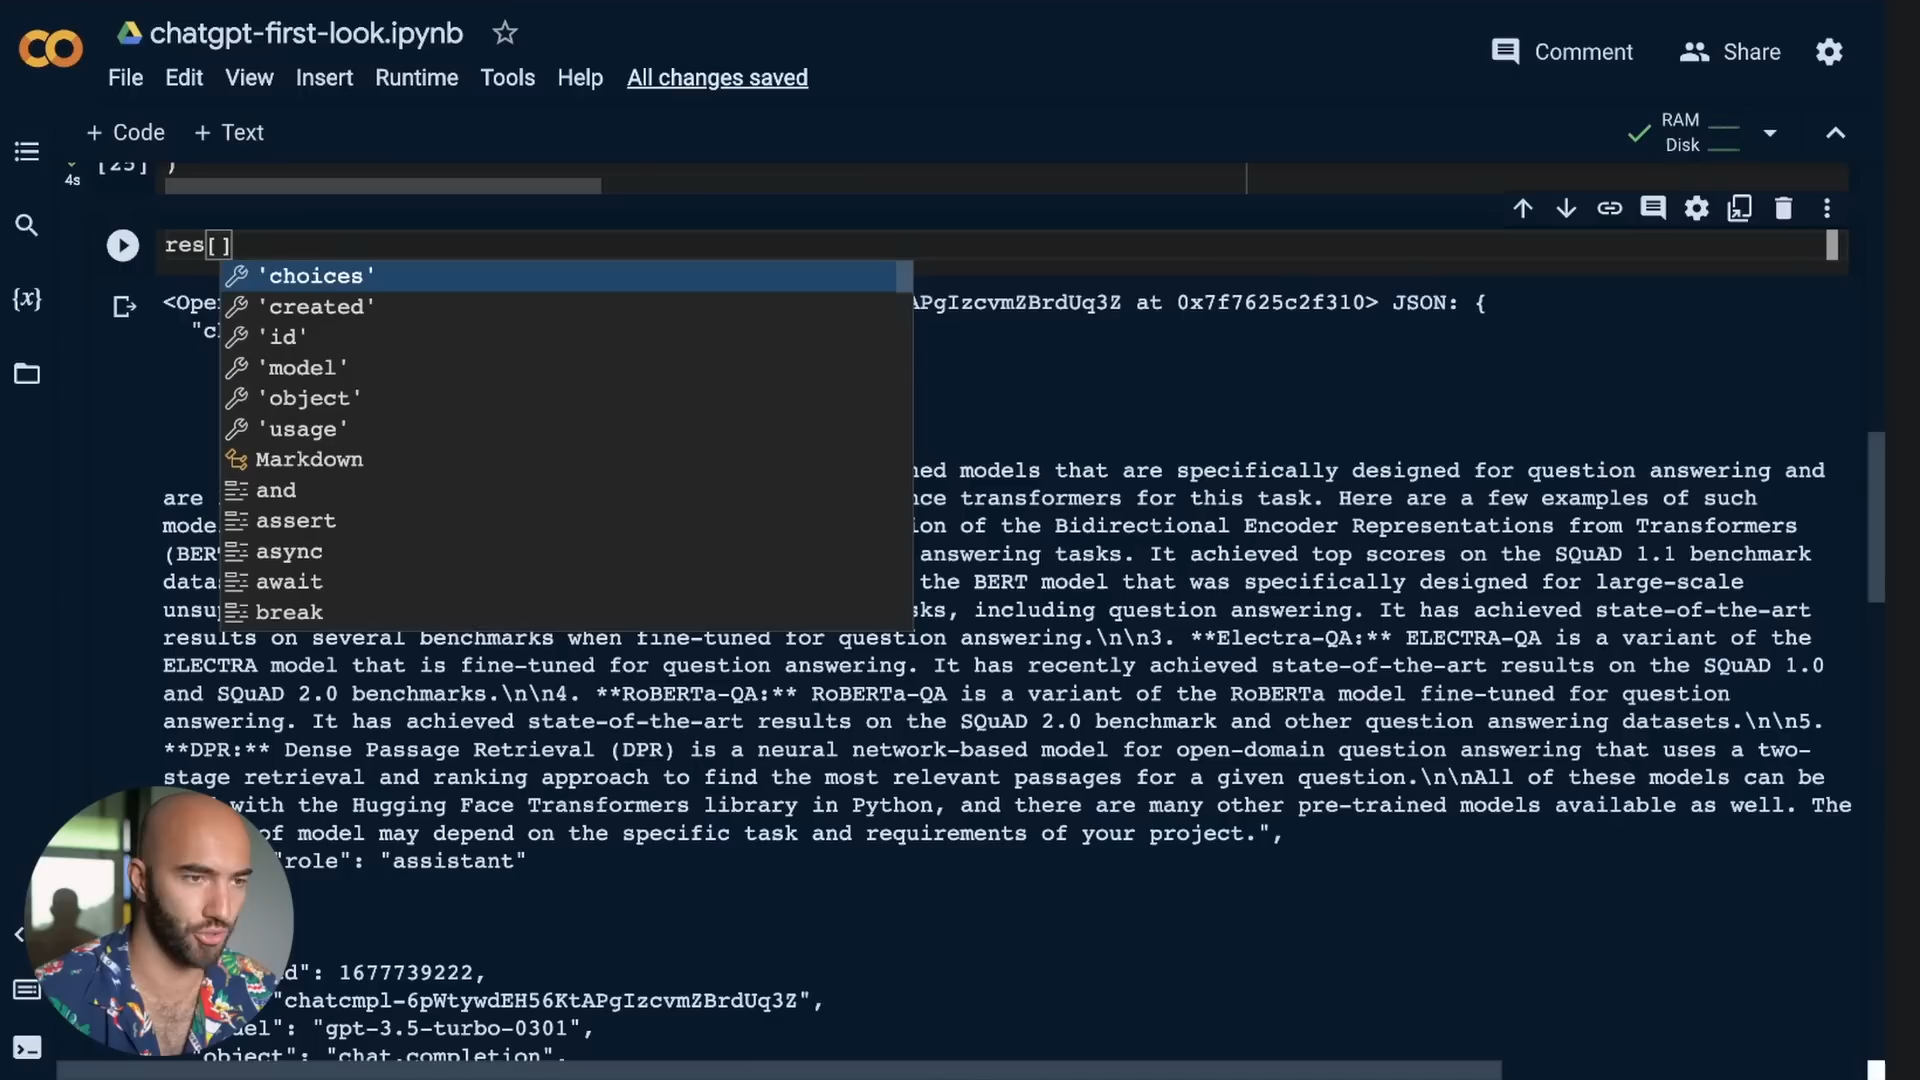 chatgpt-first-look.ipynb
Comment
Share
File Edit View Insert Runtime Tools Help All changes saved
+ Code + Text
RAM
Disk
[25] )
4s
res[]
'choices'
'created'
'id'
'model'
'object'
'usage'
Markdown
and
assert
async
await
break
<Open APgIzcvmZBrdUq3Z at 0x7f7625c2f310> JSON: {
"c
ed models that are specifically designed for question answering and
are nce transformers for this task. Here are a few examples of such
mode ion of the Bidirectional Encoder Representations from Transformers
(BERT answering tasks. It achieved top scores on the SQuAD 1.1 benchmark
datas the BERT model that was specifically designed for large-scale
unsup sks, including question answering. It has achieved state-of-the-art
results on several benchmarks when fine-tuned for question answering.\n\n3. **Electra-QA:** ELECTRA-QA is a variant of the
ELECTRA model that is fine-tuned for question answering. It has recently achieved state-of-the-art results on the SQuAD 1.0
and SQuAD 2.0 benchmarks.\n\n4. **RoBERTa-QA:** RoBERTa-QA is a variant of the RoBERTa model fine-tuned for question
answering. It has achieved state-of-the-art results on the SQuAD 2.0 benchmark and other question answering datasets.\n\n5.
**DPR:** Dense Passage Retrieval (DPR) is a neural network-based model for open-domain question answering that uses a two-
stage retrieval and ranking approach to find the most relevant passages for a given question.\n\nAll of these models can be
with the Hugging Face Transformers library in Python, and there are many other pre-trained models available as well. The
of model may depend on the specific task and requirements of your project.",
"role": "assistant"
d": 1677739222,
"chatcmpl-6pWtywdEH56KtAPgIzcvmZBrdUq3Z",
del": "gpt-3.5-turbo-0301",
"object": "chat.completion",